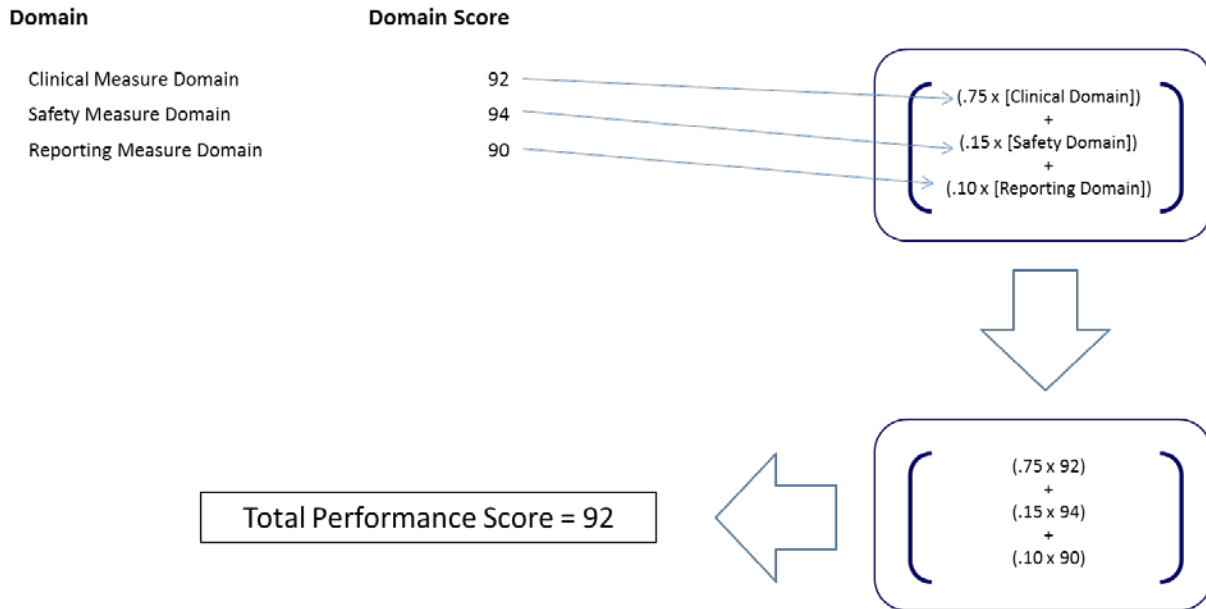 Domain Domain Score
Clinical Measure Domain 92
Safety Measure Domain 94
Reporting Measure Domain 90
(.75 x [Clinical Domain])
+
(.15 x [Safety Domain])
+
(.10 x [Reporting Domain])
(.75 x 92)
+
(.15 x 94)
+
(.10 x 90)
Total Performance Score = 92